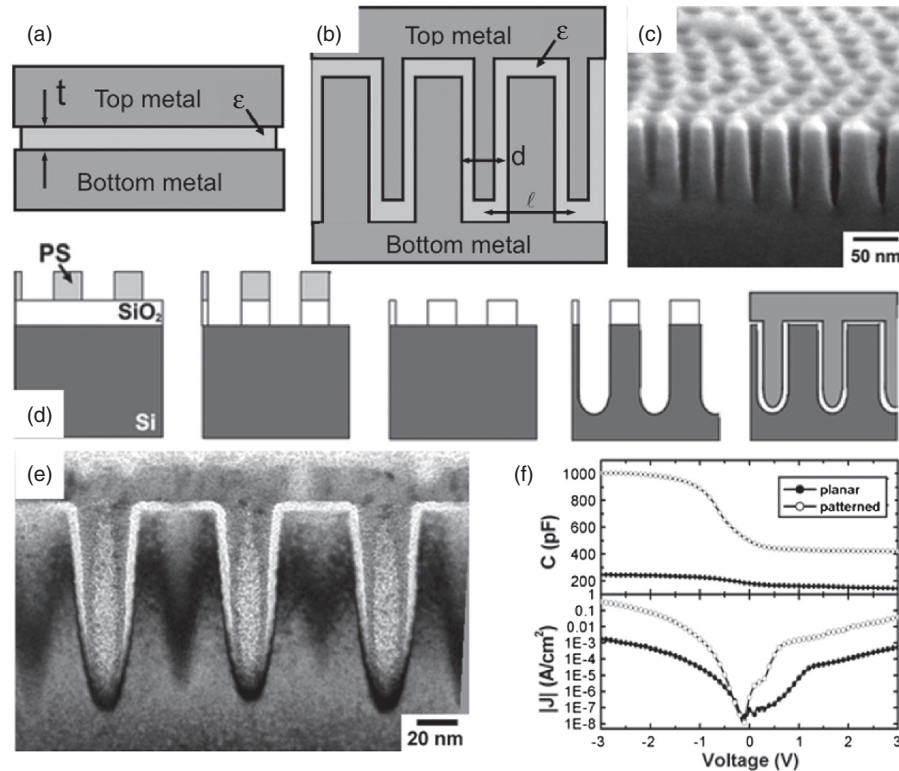 (a)
t
Top metal
ε
Bottom metal
(b)
Top metal
ε
d
ℓ
Bottom metal
(c)
50 nm
PS
SiO₂
Si
(d)
(e)
20 nm
(f)
1000
800
600
400
200
C (pF)
planar
patterned
1
0.1
0.01
1E-3
1E-4
1E-5
1E-6
1E-7
1E-8
|J| (A/cm²)
-3 -2 -1 0 1 2 3
Voltage (V)